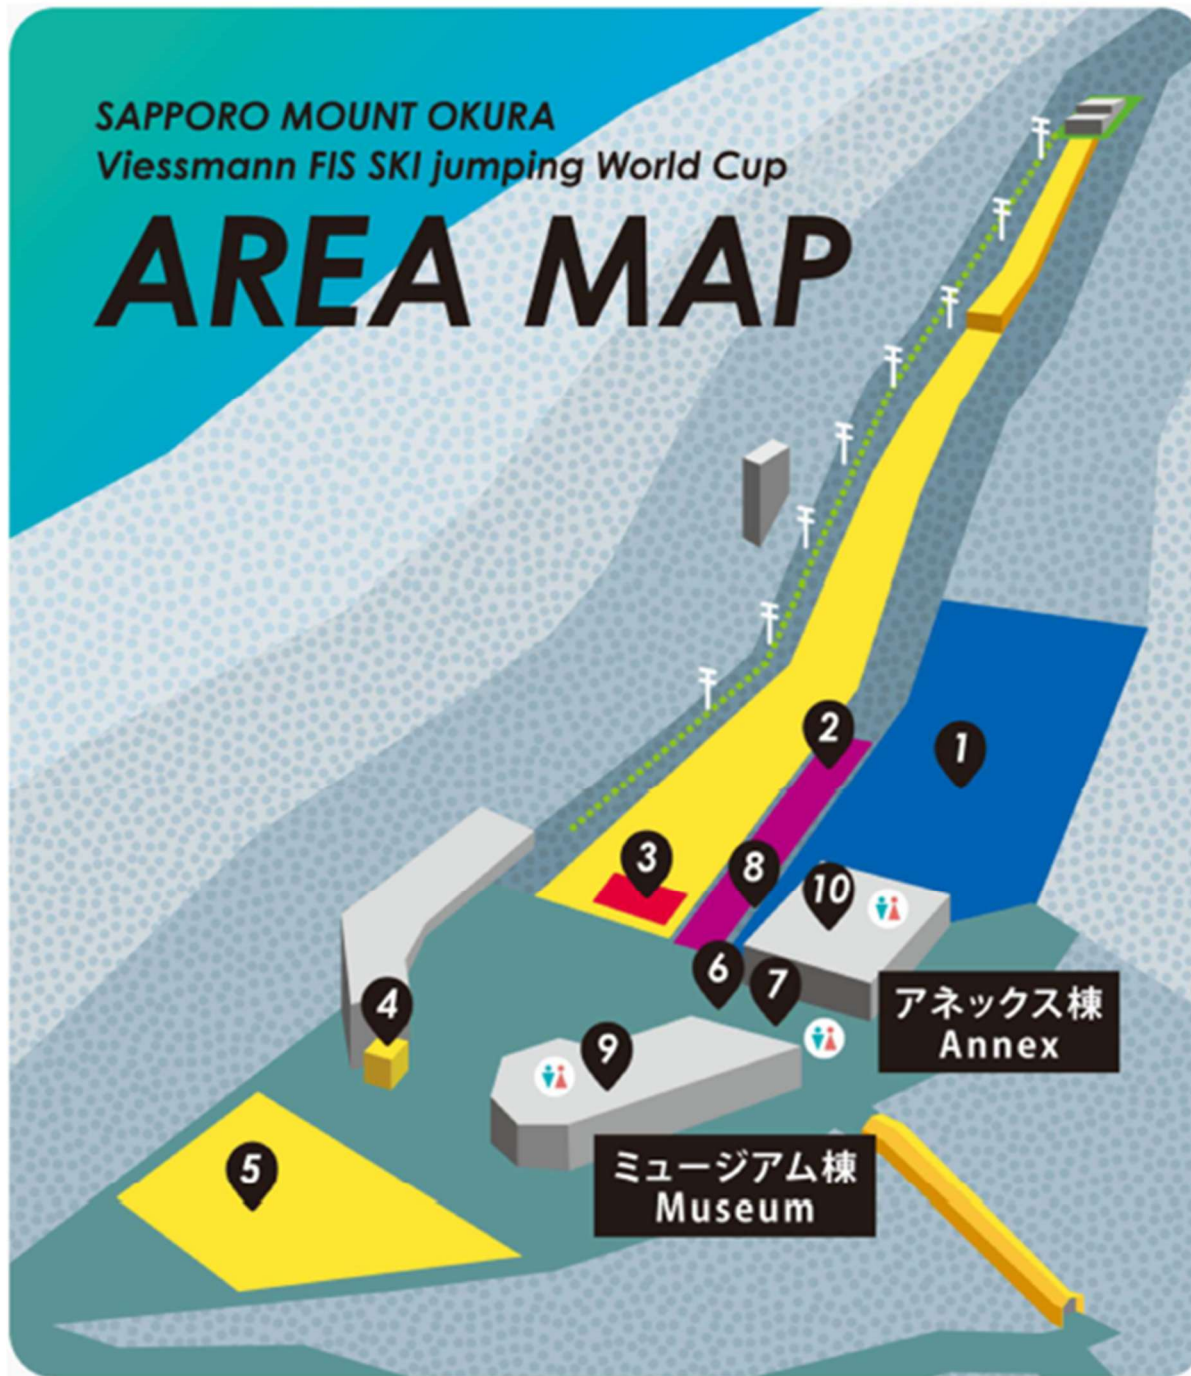 SAPPORO MOUNT OKURA
Viessmann FIS SKI jumping World Cup
AREA MAP
2
1
3
8
10
6
7
4
アネックス棟
Annex
9
ミュージアム棟
Museum
5